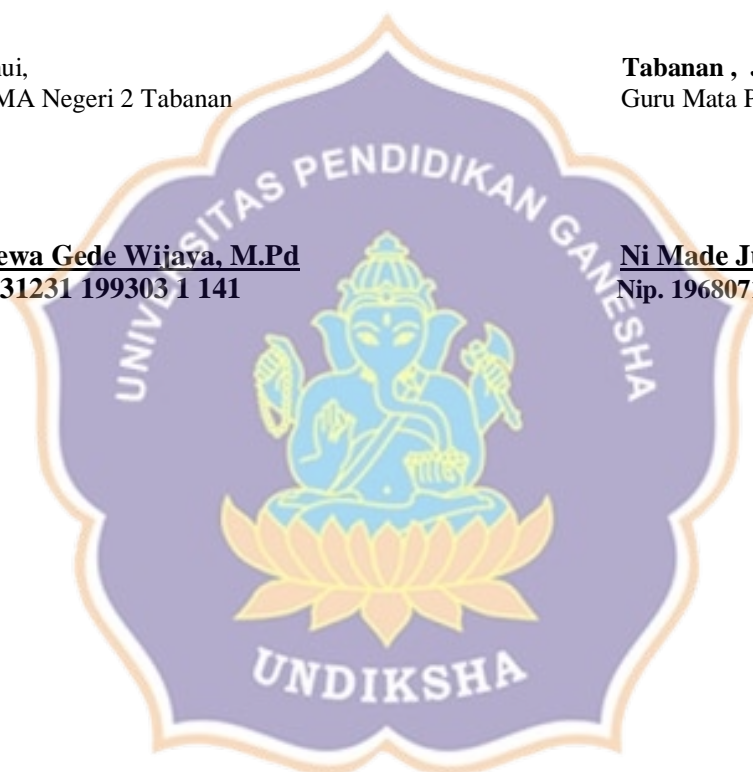 ui,
MA Negeri 2 Tabanan
ewa Gede Wijaya, M.Pd
31231 199303 1 141
Tabanan ,
Guru Mata
Ni Made
Nip. 196807
UNIVERSITAS PENDIDIKAN GANESHA
UNDIKSHA